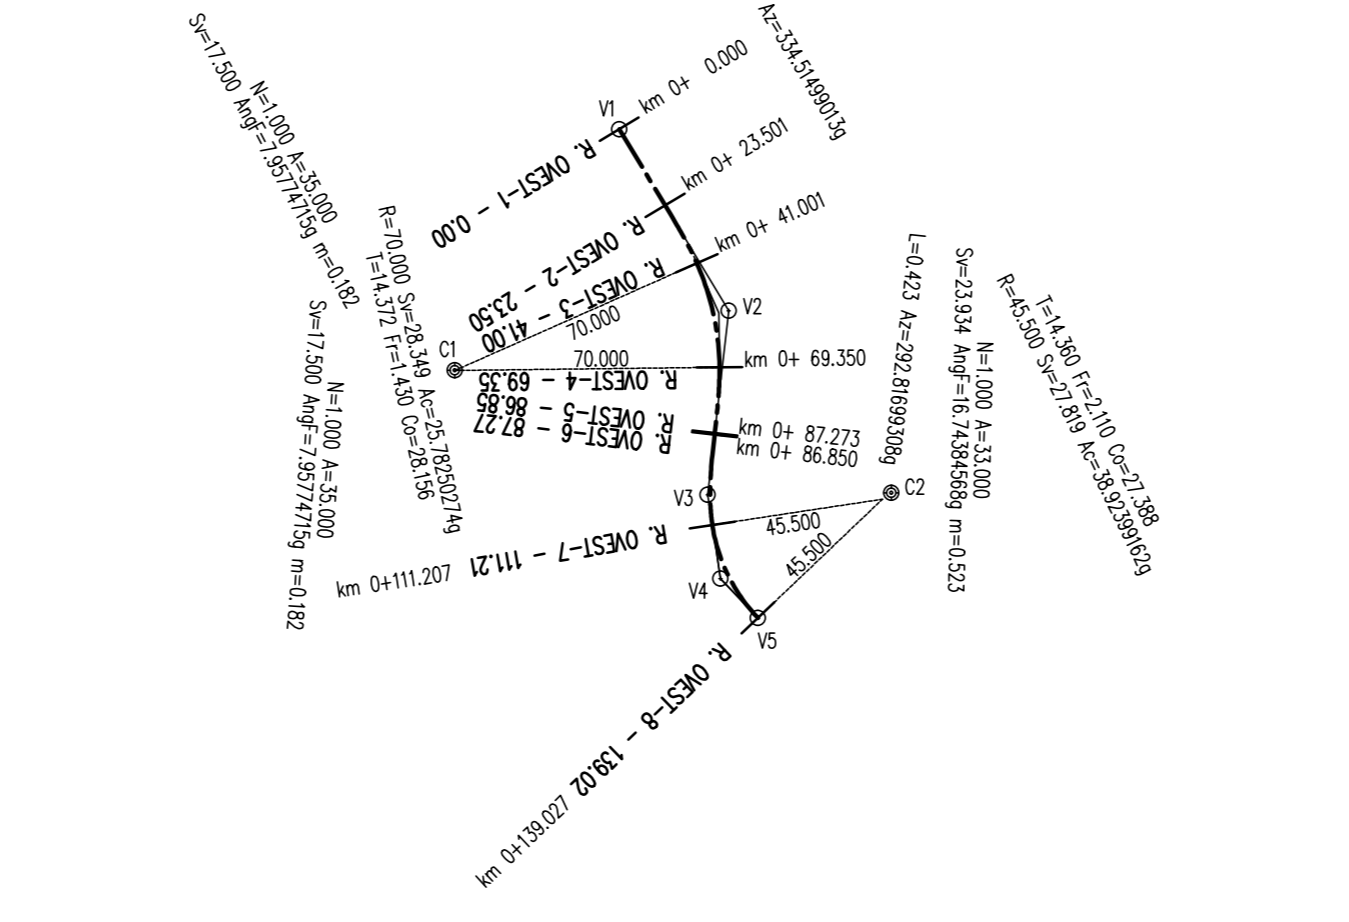 Sv=17.500 AngF=7.95774715g m=0.182
N=1.000 A=35.000
V1
km 0+   0.000
Az=334.51499013g
R. OVEST-1 - 0.00
km 0+ 23.501
R. OVEST-2 - 23.50
km 0+ 41.001
R. OVEST-3 - 41.00
R=70.000 Sv=28.349 Ac=25.78250274g
T=14.372 Fr=1.430 Co=28.156
70.000
V2
C1
70.000
km 0+ 69.350
R. OVEST-4 - 69.35
R. OVEST-5 - 86.85
R. OVEST-6 - 87.27
km 0+ 87.273
km 0+ 86.850
N=1.000 A=35.000
Sv=17.500 AngF=7.95774715g m=0.182
L=0.423 Az=292.81699308g
N=1.000 A=33.000
Sv=23.934 AngF=16.74384568g m=0.523
T=14.360 Fr=2.110 Co=27.388
R=45.500 Sv=27.819 Ac=38.92399162g
V3
C2
45.500
45.500
R. OVEST-7 - 111.21
km 0+111.207
V4
V5
R. OVEST-8 - 139.02
km 0+139.027